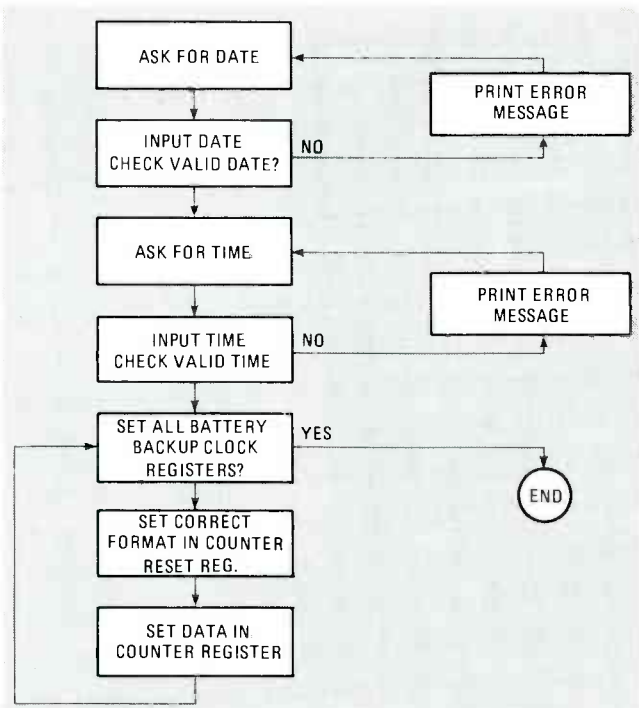 ASK FOR DATE
PRINT ERROR
MESSAGE
INPUT DATE
CHECK VALID DATE?
NO
ASK FOR TIME
PRINT ERROR
MESSAGE
INPUT TIME
CHECK VALID TIME
NO
SET ALL BATTERY
BACKUP CLOCK
REGISTERS?
YES
END
SET CORRECT
FORMAT IN COUNTER
RESET REG.
SET DATA IN
COUNTER REGISTER